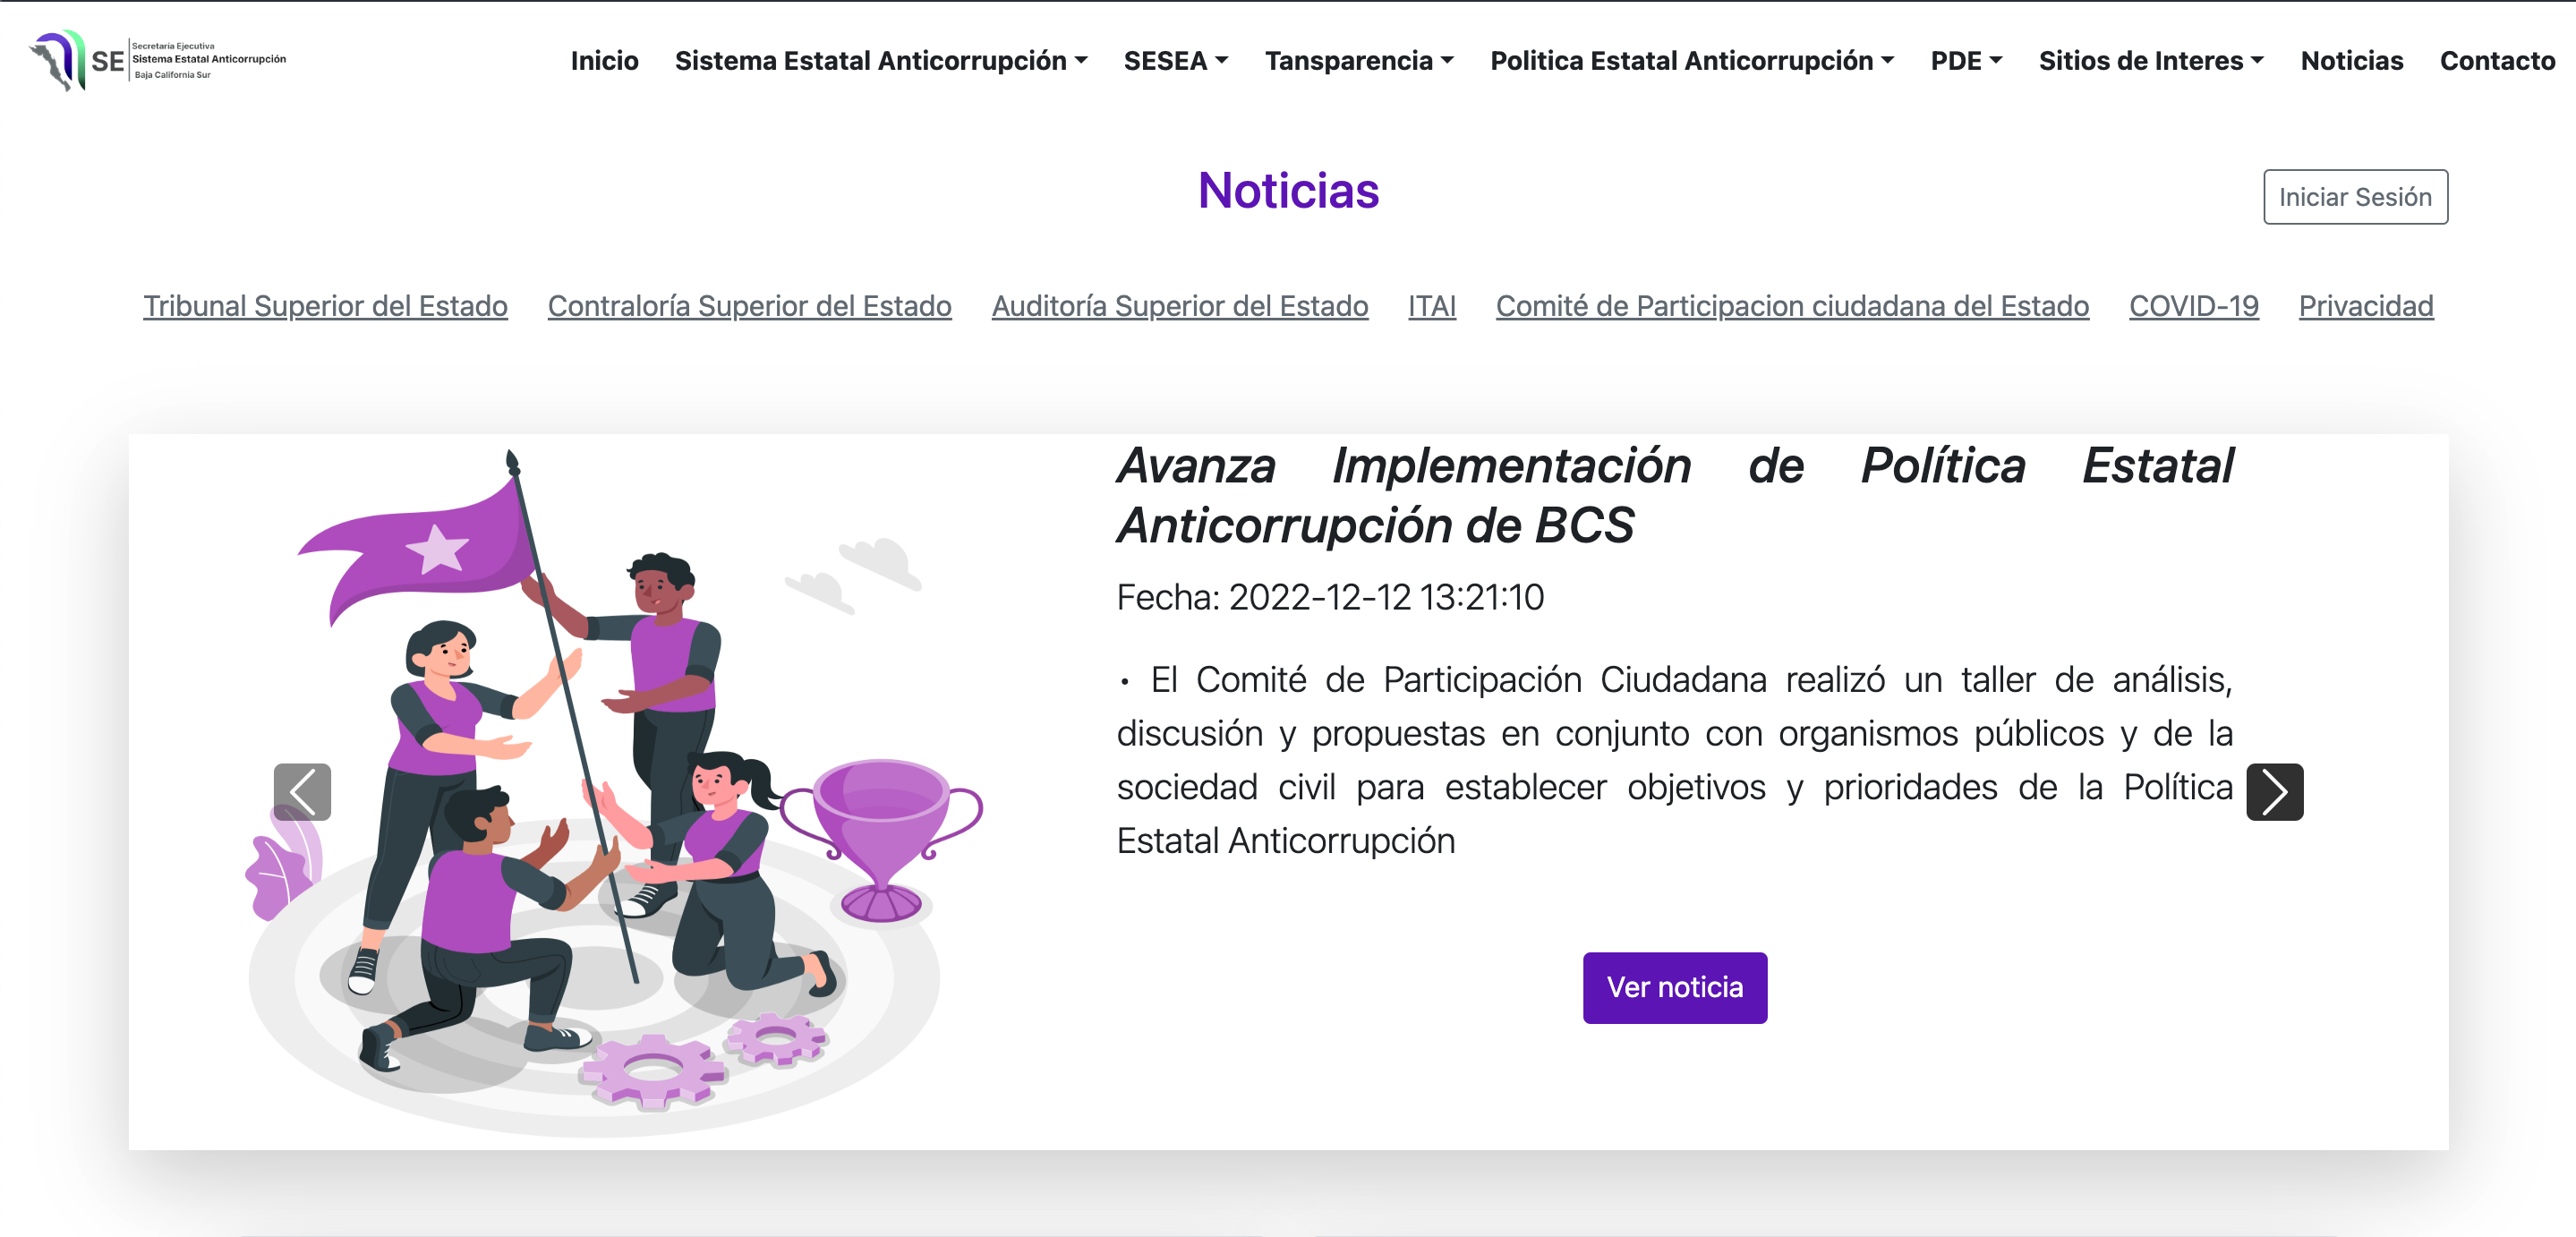 SE
Secretaría Ejecutiva
Sistema Estatal Anticorrupción
Baja California Sur
Inicio Sistema Estatal Anticorrupción SESEA Tansparencia Politica Estatal Anticorrupción PDE Sitios de Interes Noticias Contacto
Noticias
Iniciar Sesión
Tribunal Superior del Estado Contraloría Superior del Estado Auditoría Superior del Estado ITAI Comité de Participacion ciudadana del Estado COVID-19 Privacidad
Avanza Implementación de Política Estatal
Anticorrupción de BCS
Fecha: 2022-12-12 13:21:10
• El Comité de Participación Ciudadana realizó un taller de análisis,
discusión y propuestas en conjunto con organismos públicos y de la
sociedad civil para establecer objetivos y prioridades de la Política
Estatal Anticorrupción
Ver noticia